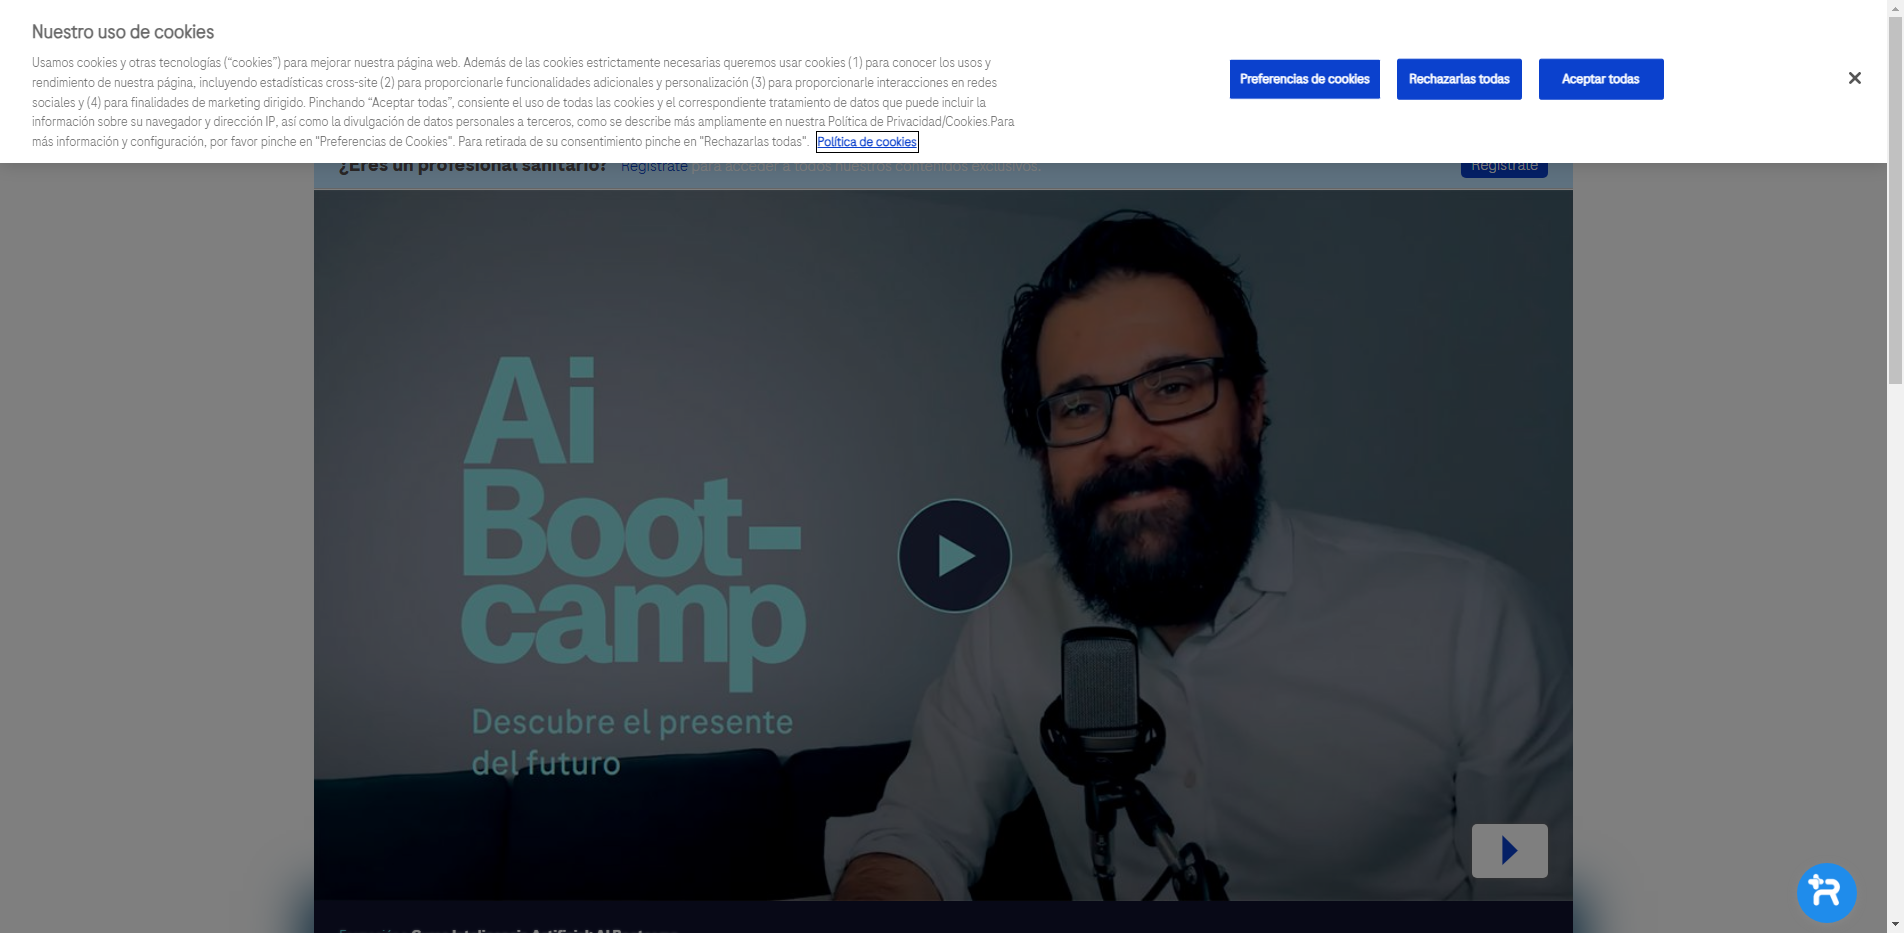 Nuestro uso de cookies
Usamos cookies y otras tecnologías (“cookies”) para mejorar nuestra página web. Además de las cookies estrictamente necesarias queremos usar cookies (1) para conocer los usos y
rendimiento de nuestra página, incluyendo estadísticas cross-site (2) para proporcionarle funcionalidades adicionales y personalización (3) para proporcionarle interacciones en redes
sociales y (4) para finalidades de marketing dirigido. Pinchando “Aceptar todas”, consiente el uso de todas las cookies y el correspondiente tratamiento de datos que puede incluir la
información sobre su navegador y dirección IP, así como la divulgación de datos personales a terceros, como se describe más ampliamente en nuestra Política de Privacidad/Cookies.Para
más información y configuración, por favor pinche en "Preferencias de Cookies". Para retirada de su consentimiento pinche en "Rechazarlas todas". Política de cookies
Preferencias de cookies
Rechazarlas todas
Aceptar todas
¿Eres un profesional sanitario? Regístrate para acceder a todos nuestros contenidos exclusivos.
Regístrate
Ai
Boot-
camp
Descubre el presente
del futuro